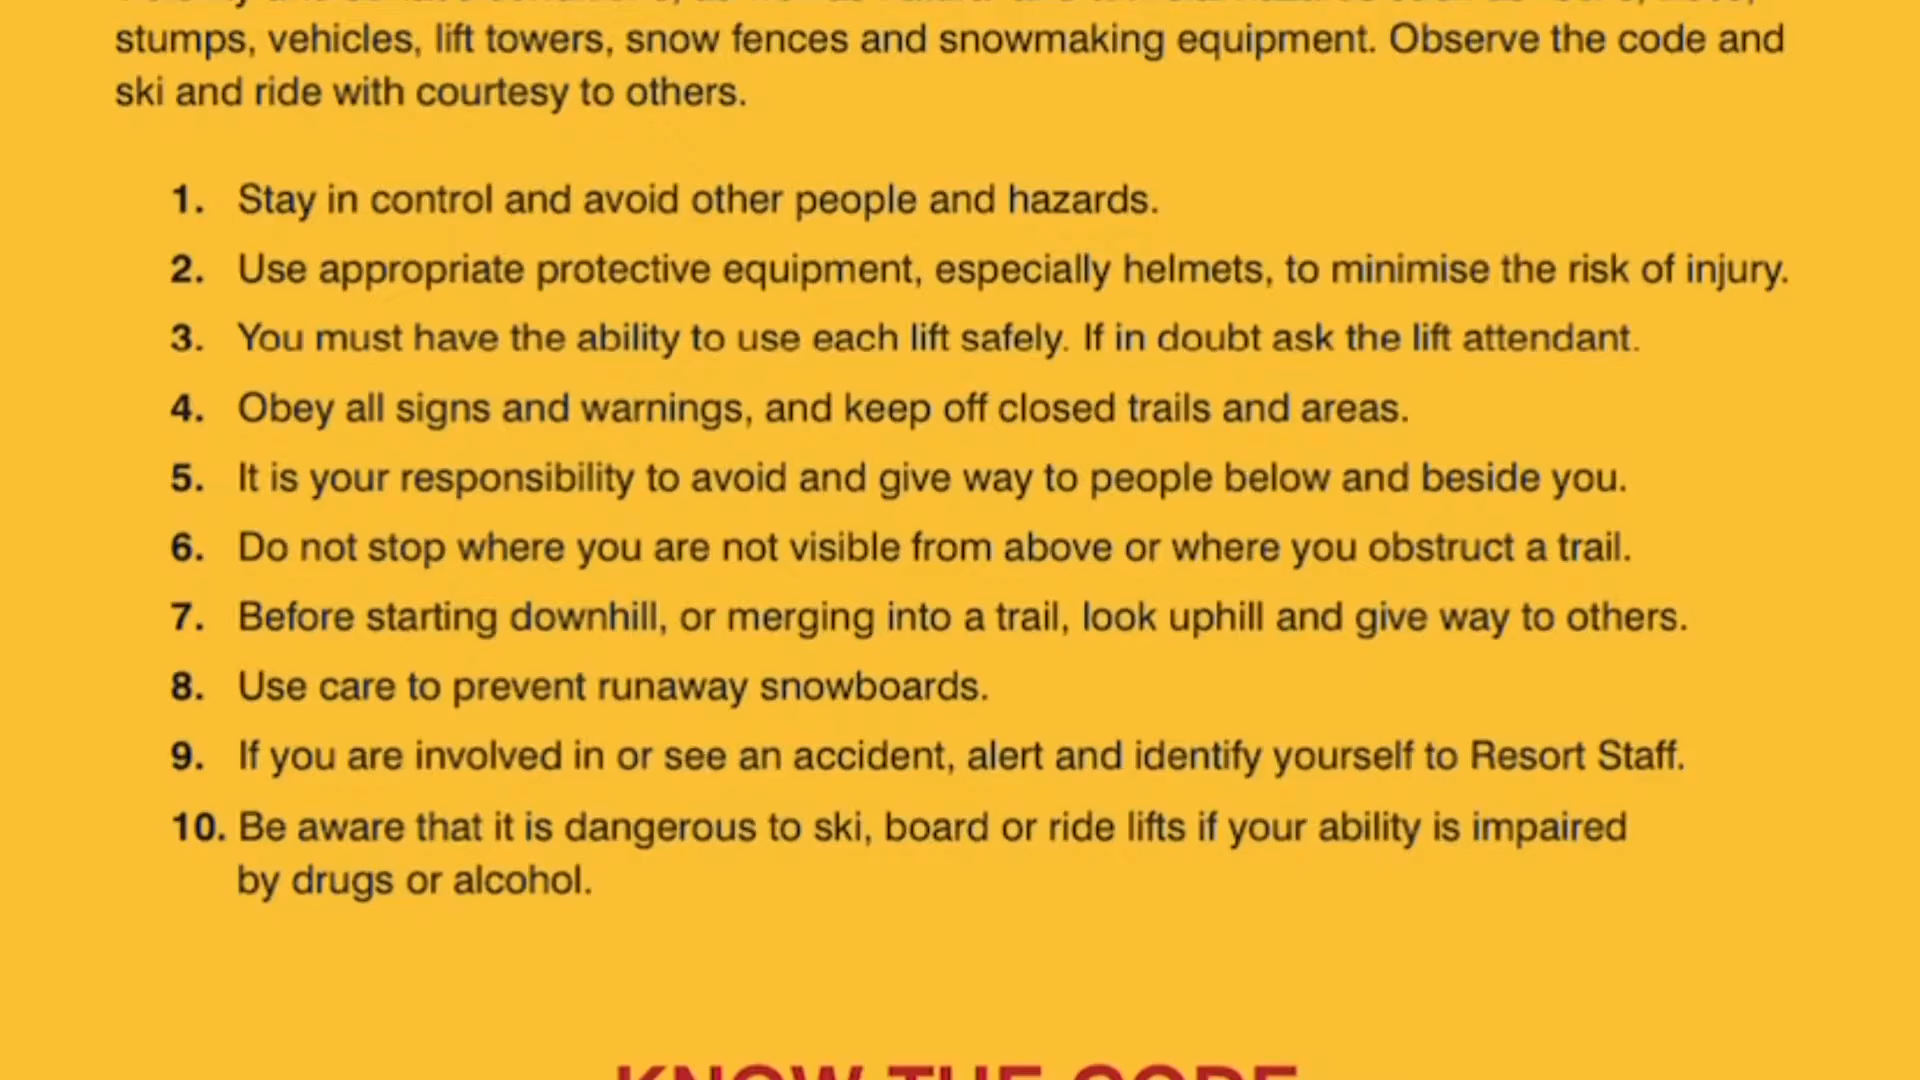 stumps, vehicles, lift towers, snow fences and snowmaking equipment. Observe the code and
ski and ride with courtesy to others.
1. Stay in control and avoid other people and hazards.
2. Use appropriate protective equipment, especially helmets, to minimise the risk of injury.
3. You must have the ability to use each lift safely. If in doubt ask the lift attendant.
4. Obey all signs and warnings, and keep off closed trails and areas.
5. It is your responsibility to avoid and give way to people below and beside you.
6. Do not stop where you are not visible from above or where you obstruct a trail.
7. Before starting downhill, or merging into a trail, look uphill and give way to others.
8. Use care to prevent runaway snowboards.
9. If you are involved in or see an accident, alert and identify yourself to Resort Staff.
10. Be aware that it is dangerous to ski, board or ride lifts if your ability is impaired
by drugs or alcohol.
KNOW THE CODE